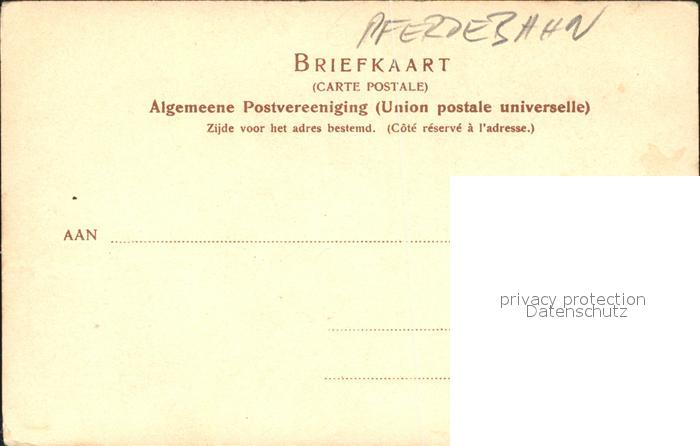 PFERDEBAHN
BRIEFKAART
(CARTE POSTALE)
Algemeene Postvereeniging (Union postale universelle)
Zijde voor het adres bestemd. (Côté réservé à l'adresse.)
AAN
privacy protection
Datenschutz